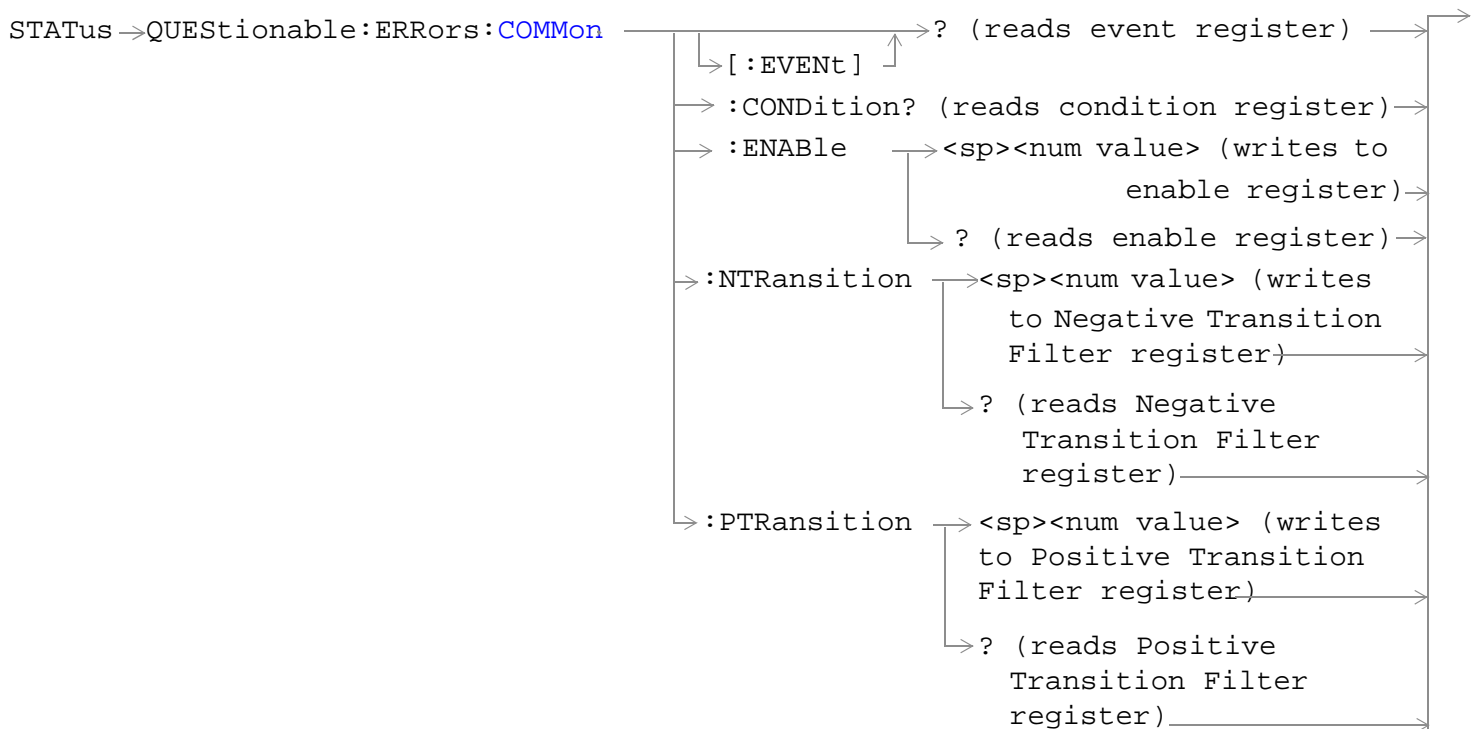 STATus QUEStionable:ERRors:COMMon ? (reads event register)
[:EVENt]
:CONDition? (reads condition register)
:ENABle <sp><num value> (writes to
enable register)
? (reads enable register)
:NTRansition <sp><num value> (writes
to Negative Transition
Filter register)
? (reads Negative
Transition Filter
register)
:PTRansition <sp><num value> (writes
to Positive Transition
Filter register)
? (reads Positive
Transition Filter
register)